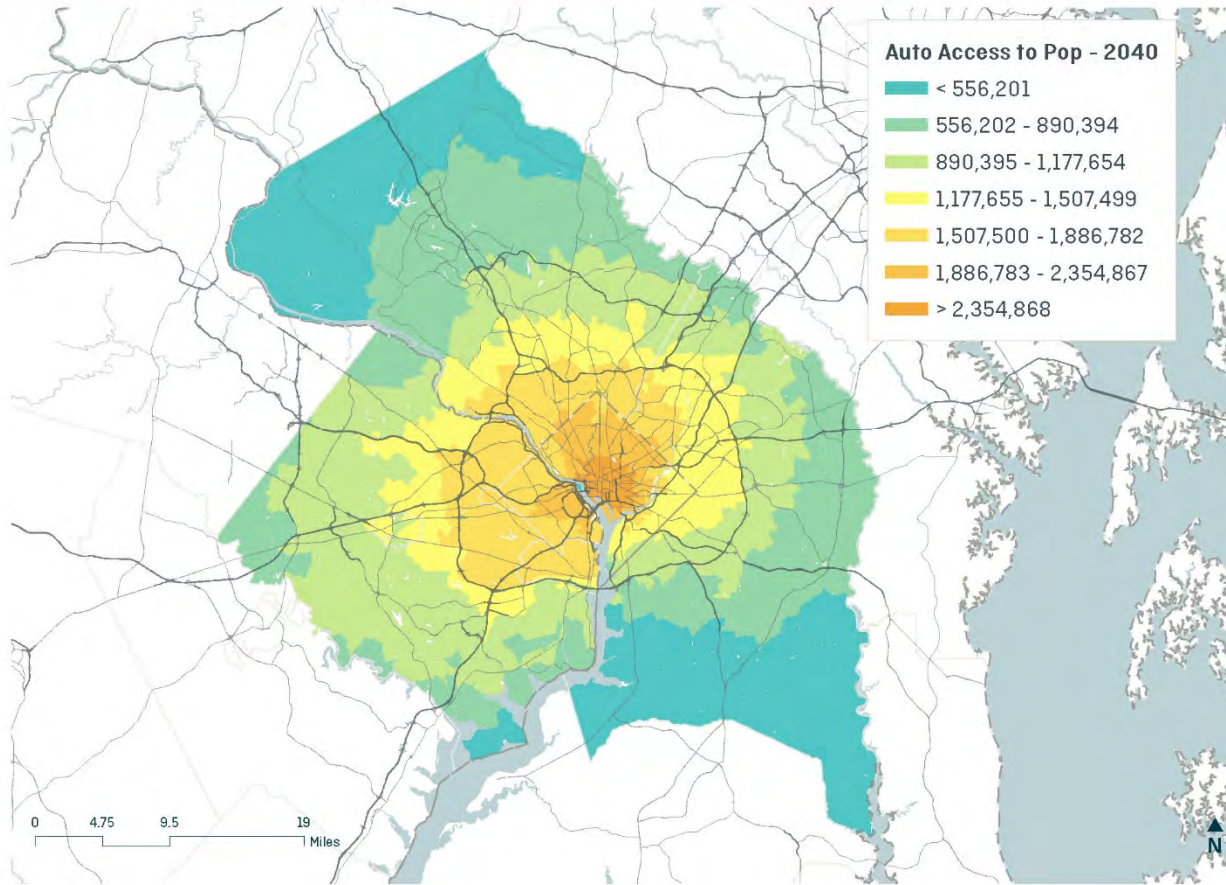 Auto Access to Pop - 2040
< 556,201
556,202 - 890,394
890,395 - 1,177,654
1,177,655 - 1,507,499
1,507,500 - 1,886,782
1,886,783 - 2,354,867
> 2,354,868
0 4.75 9.5 19
Miles
N